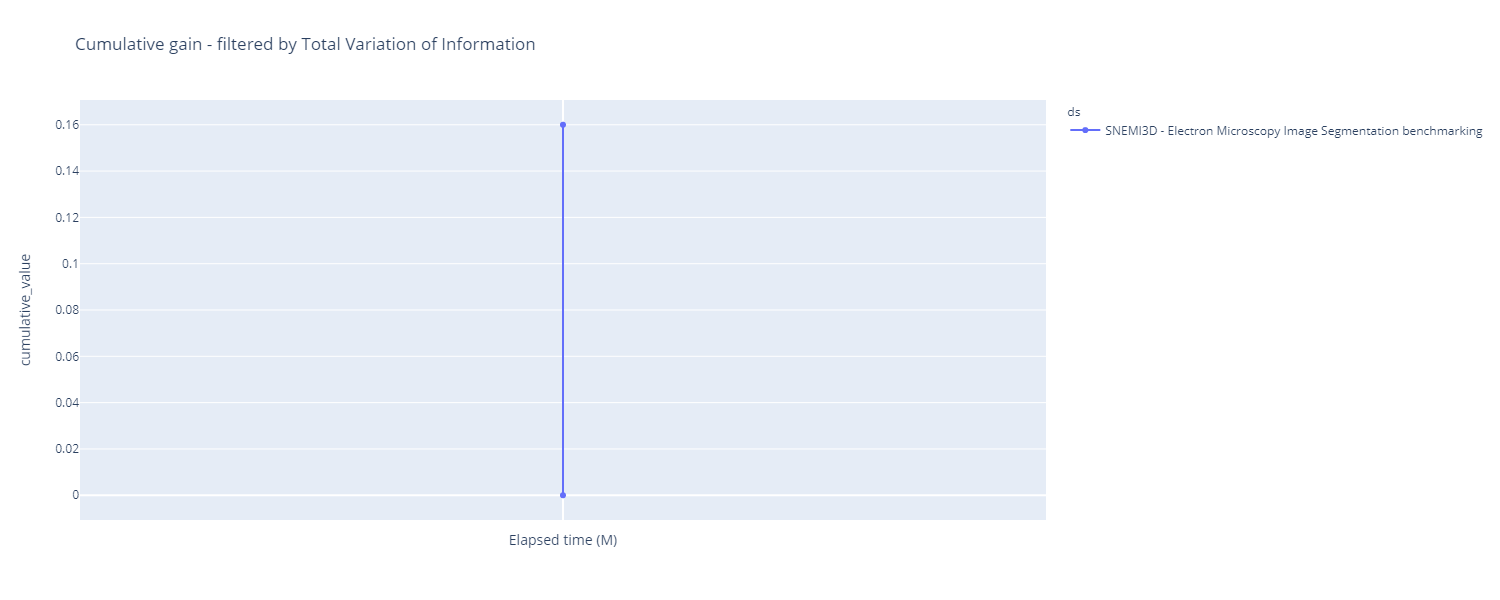 Cumulative gain - filtered by Total Variation of Information
ds
SNEMI3D - Electron Microscopy Image Segmentation benchmarking
0.16
0.14
0.12
0.1
0.08
0.06
0.04
0.02
0
cumulative_value
Elapsed time (M)